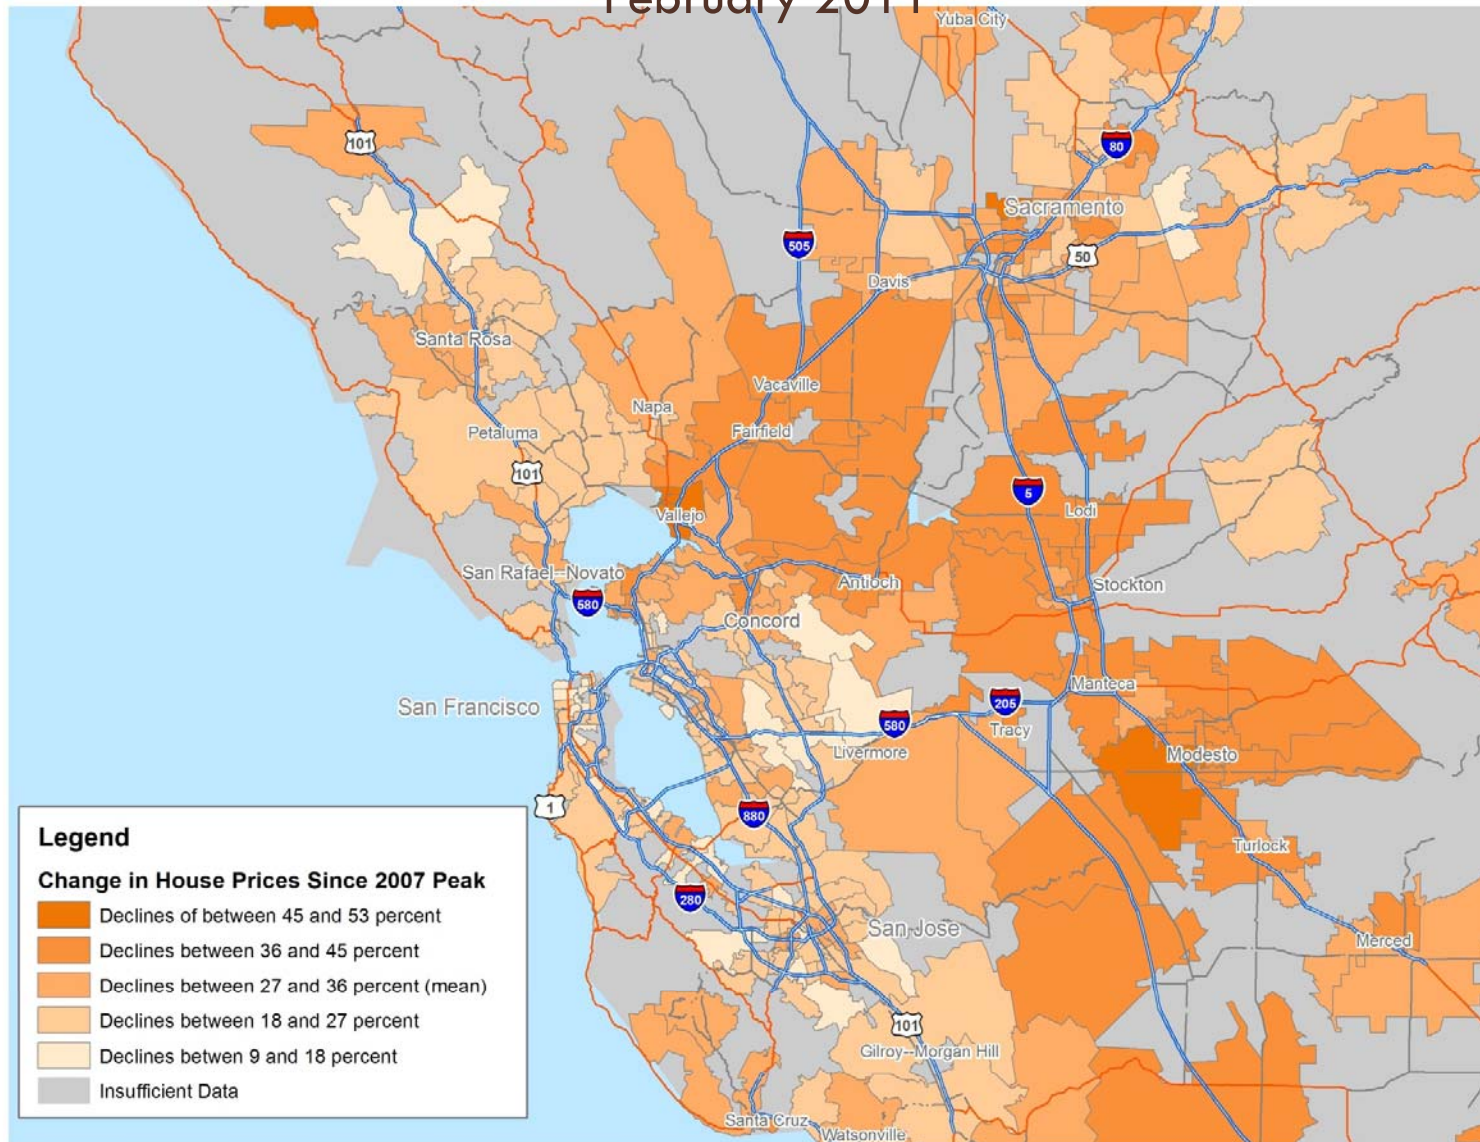 February 2011
Yuba City
101
80
Sacramento
505
50
Davis
Santa Rosa
Vacaville
Napa
Fairfield
Petaluma
101
5
Lodi
Vallejo
San Rafael--Novato
Antioch
Stockton
580
Concord
Manteca
San Francisco
205
580
Tracy
Livermore
Modesto
1
880
Turlock
280
San Jose
Merced
101
Gilroy--Morgan Hill
Santa Cruz
Watsonville
Legend
Change in House Prices Since 2007 Peak
Declines of between 45 and 53 percent
Declines between 36 and 45 percent
Declines between 27 and 36 percent (mean)
Declines between 18 and 27 percent
Declines betwen 9 and 18 percent
Insufficient Data